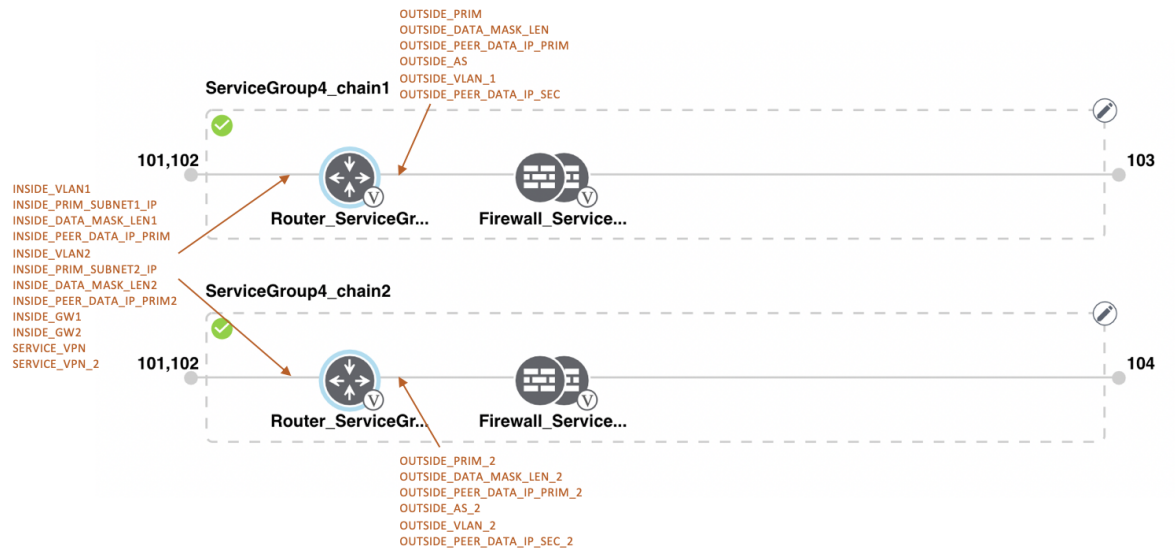 OUTSIDE_PRIM
OUTSIDE_DATA_MASK_LEN
OUTSIDE_PEER_DATA_IP_PRIM
OUTSIDE_AS
OUTSIDE_VLAN_1
OUTSIDE_PEER_DATA_IP_SEC
ServiceGroup4_chain1
101,102
103
V
V
Router_ServiceGr...
Firewall_Service...
INSIDE_VLAN1
INSIDE_PRIM_SUBNET1_IP
INSIDE_DATA_MASK_LEN1
INSIDE_PEER_DATA_IP_PRIM
INSIDE_VLAN2
INSIDE_PRIM_SUBNET2_IP
INSIDE_DATA_MASK_LEN2
INSIDE_PEER_DATA_IP_PRIM2
INSIDE_GW1
INSIDE_GW2
SERVICE_VPN
SERVICE_VPN_2
ServiceGroup4_chain2
101,102
104
V
V
Router_ServiceGr...
Firewall_Service...
OUTSIDE_PRIM_2
OUTSIDE_DATA_MASK_LEN_2
OUTSIDE_PEER_DATA_IP_PRIM_2
OUTSIDE_AS_2
OUTSIDE_VLAN_2
OUTSIDE_PEER_DATA_IP_SEC_2